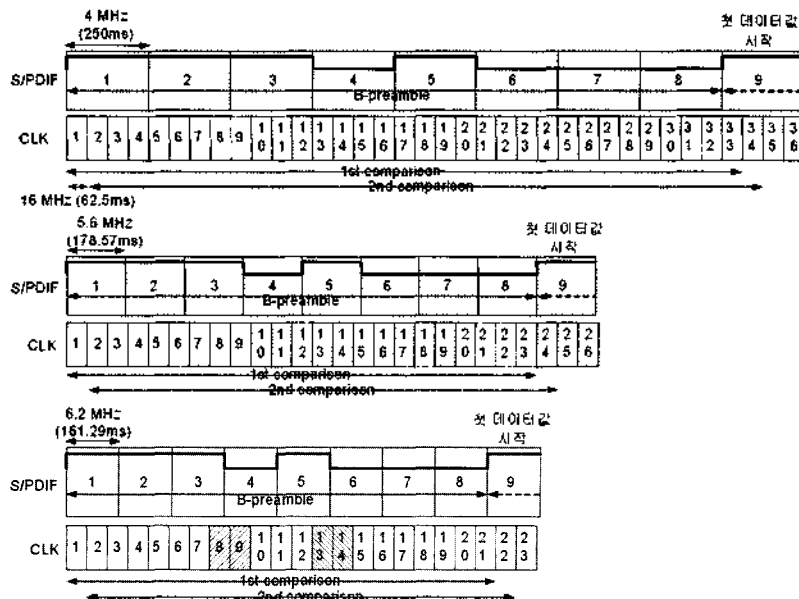 4 MHz
(250ms)
첫 데이터값
시작
S/PDIF
1 2 3 4 5 6 7 8 9
B-preamble
CLK
1 2 3 4 5 6 7 8 9 10 11 12 13 14 15 16 17 18 19 20 21 22 23 24 25 26 27 28 29 30 31 32 33 34 35 36
1st comparison
2nd comparison
16 MHz (62.5ms)
5.6 MHz
(178.57ms)
첫 데이터값
시작
S/PDIF
1 2 3 4 5 6 7 8 9
B-preamble
CLK
1 2 3 4 5 6 7 8 9 10 11 12 13 14 15 16 17 18 19 20 21 22 23 24 25 26
1st comparison
2nd comparison
6.2 MHz
(161.29ms)
첫 데이터값
시작
S/PDIF
1 2 3 4 5 6 7 8 9
B-preamble
CLK
1 2 3 4 5 6 7 8 9 10 11 12 13 14 15 16 17 18 19 20 21 22 23
1st comparison
2nd comparison